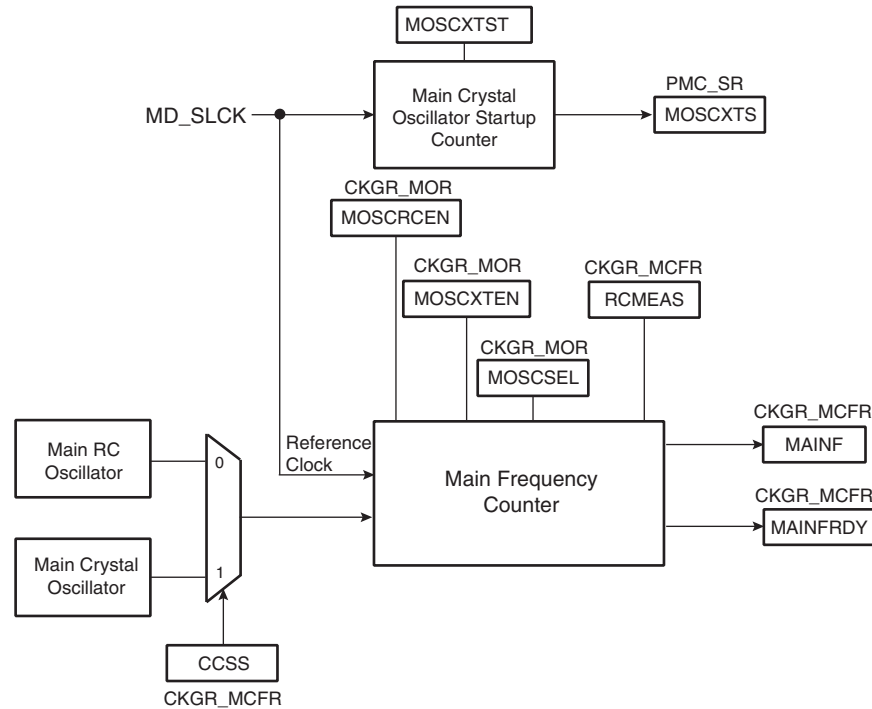 MOSCXTST
Main Crystal
Oscillator Startup
Counter
MD_SLCK
PMC_SR
MOSCXTS
CKGR_MOR
MOSCRCEN
CKGR_MOR
MOSCXTEN
CKGR_MCFR
RCMEAS
CKGR_MOR
MOSCSEL
Main RC
Oscillator
0
Reference
Clock
Main Frequency
Counter
CKGR_MCFR
MAINF
CKGR_MCFR
MAINFRDY
Main Crystal
Oscillator
1
CCSS
CKGR_MCFR